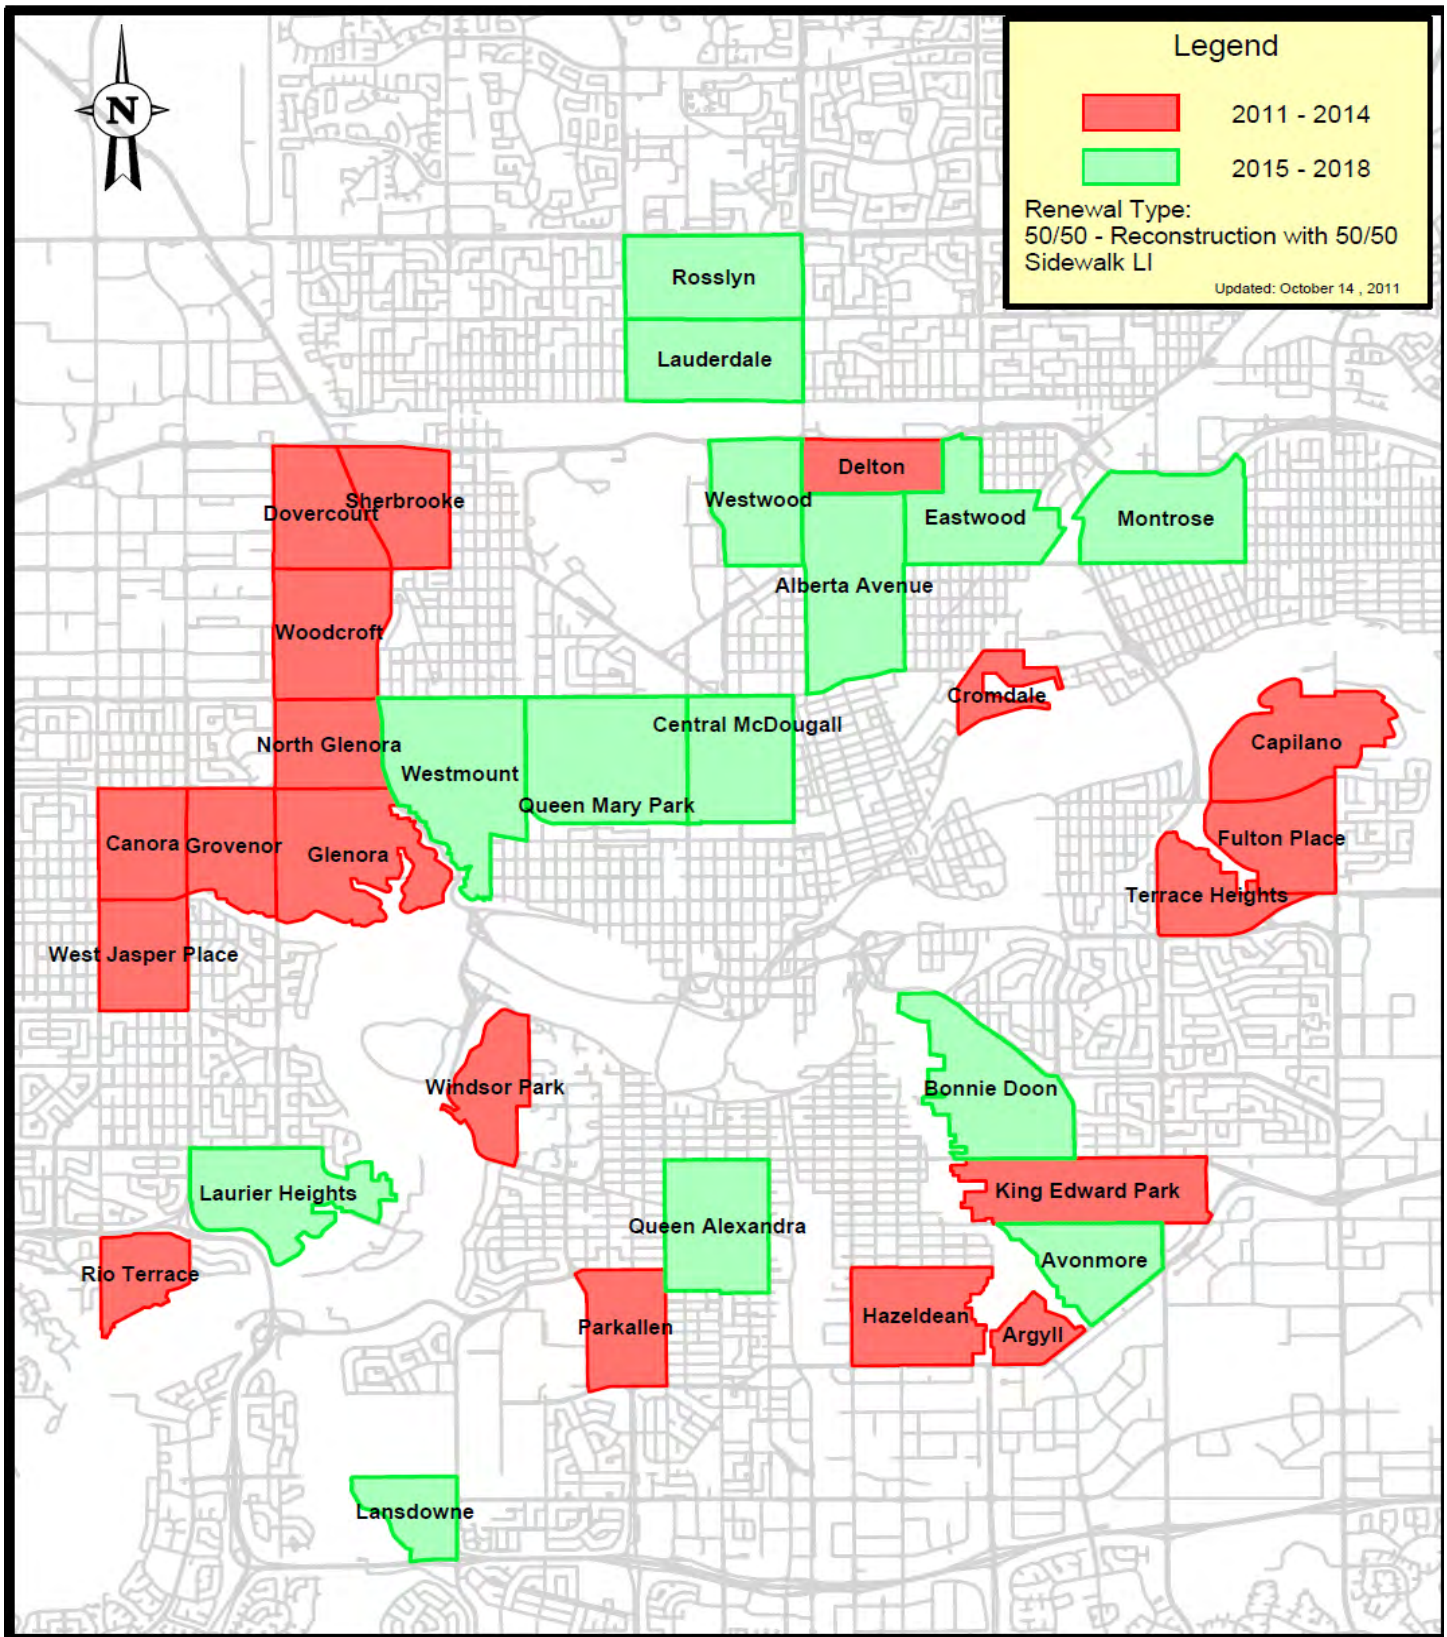 N
Legend
2011 - 2014
2015 - 2018
Renewal Type:
50/50 - Reconstruction with 50/50
Sidewalk LI
Updated: October 14 , 2011
Rosslyn
Lauderdale
Delton
Westwood
Sherbrooke
Dovercourt
Eastwood
Montrose
Alberta Avenue
Woodcroft
Cromdale
Central McDougall
North Glenora
Capilano
Westmount
Queen Mary Park
Canora
Grovenor
Glenora
Fulton Place
Terrace Heights
West Jasper Place
Windsor Park
Bonnie Doon
Laurier Heights
King Edward Park
Queen Alexandra
Avonmore
Rio Terrace
Hazeldean
Parkallen
Argyll
Lansdowne